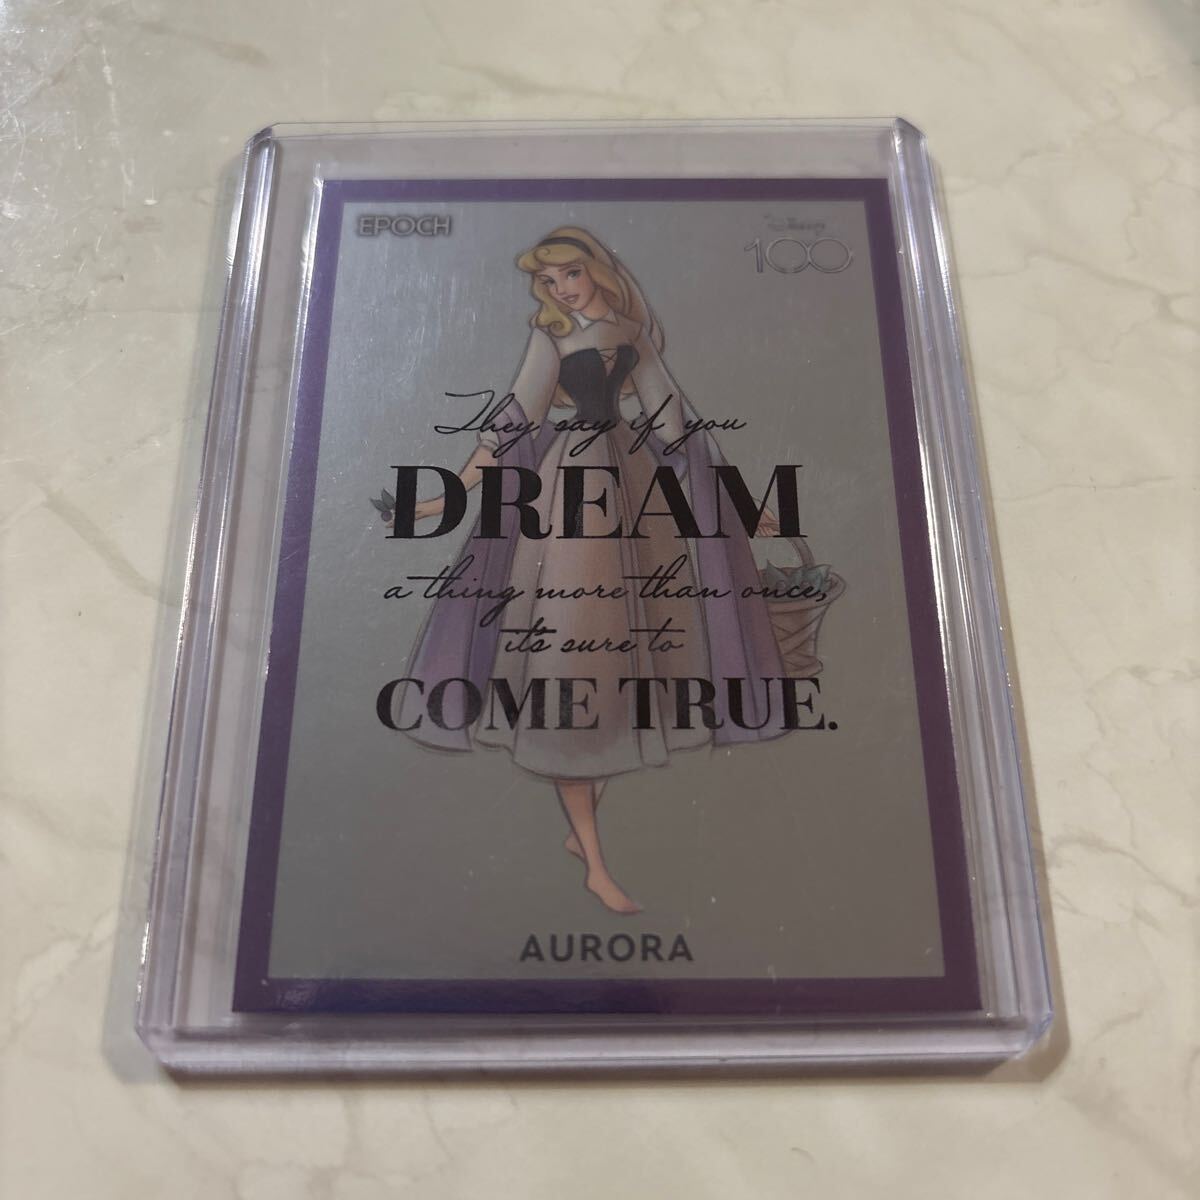 EPOCH
Disney
100
They say if you
DREAM
a thing more than once,
it's sure to
COME TRUE.
AURORA